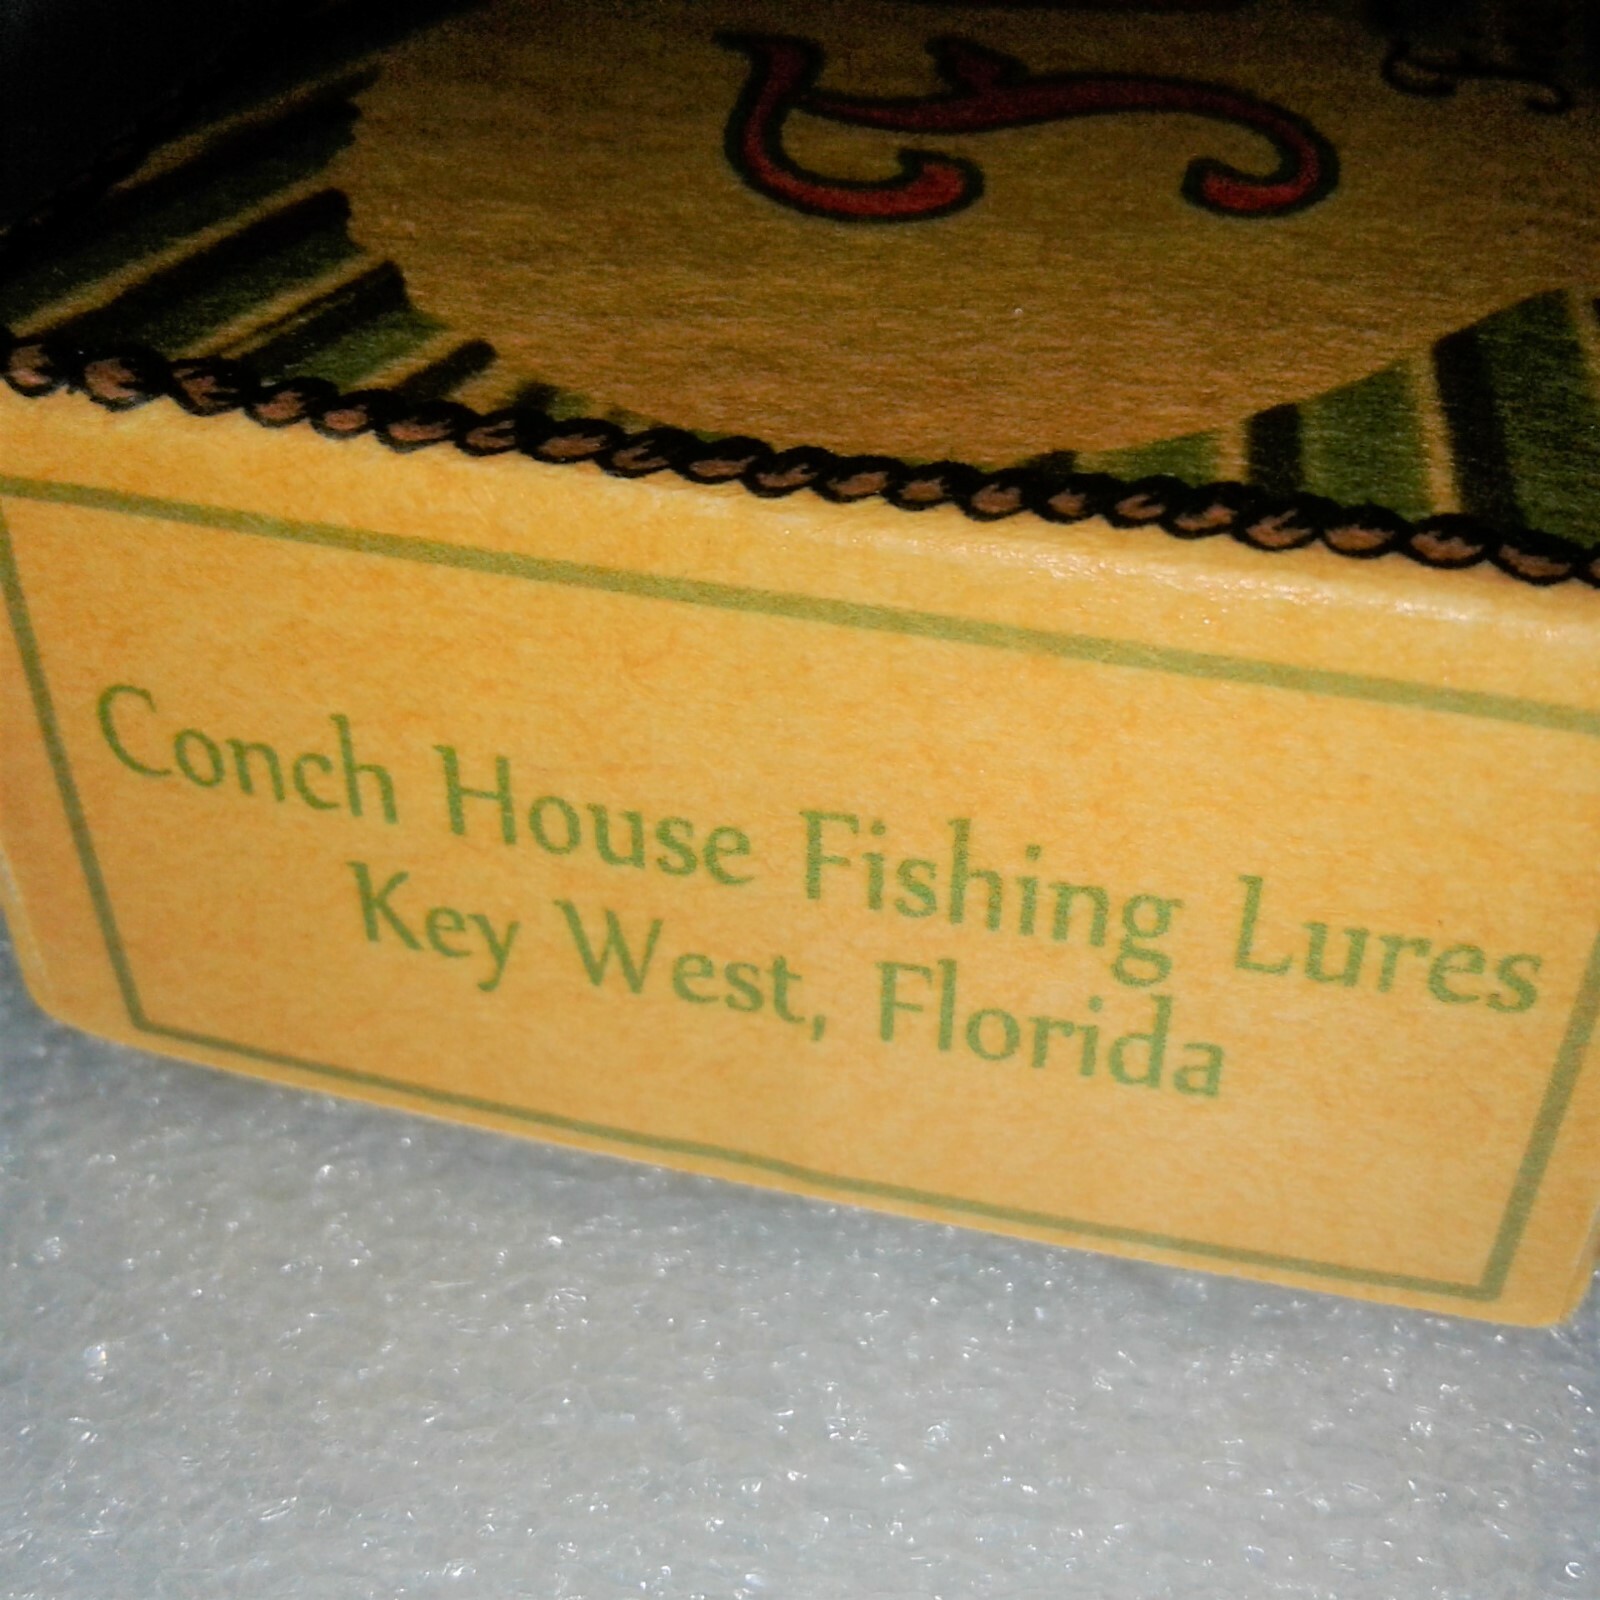 Conch House Fishing Lures
Key West, Florida